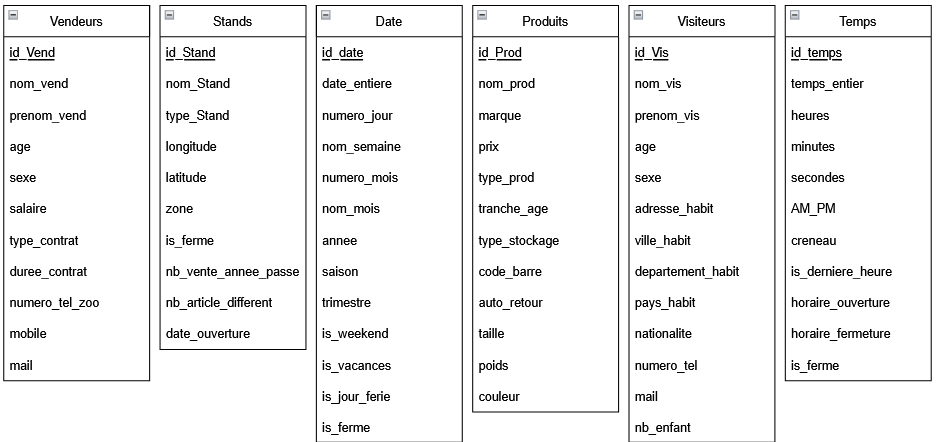 Vendeurs
id_Vend
nom_vend
prenom_vend
age
sexe
salaire
type_contrat
duree_contrat
numero_tel_zoo
mobile
mail
Stands
id_Stand
nom_Stand
type_Stand
longitude
latitude
zone
is_ferme
nb_vente_annee_passe
nb_article_different
date_ouverture
Date
id_date
date_entiere
numero_jour
nom_semaine
numero_mois
nom_mois
annee
saison
trimestre
is_weekend
is_vacances
is_jour_ferie
is_ferme
Produits
id_Prod
nom_prod
marque
prix
type_prod
tranche_age
type_stockage
code_barre
auto_retour
taille
poids
couleur
Visiteurs
id_Vis
nom_vis
prenom_vis
age
sexe
adresse_habit
ville_habit
departement_habit
pays_habit
nationalite
numero_tel
mail
nb_enfant
Temps
id_temps
temps_entier
heures
minutes
secondes
AM_PM
creneau
is_derniere_heure
horaire_ouverture
horaire_fermeture
is_ferme